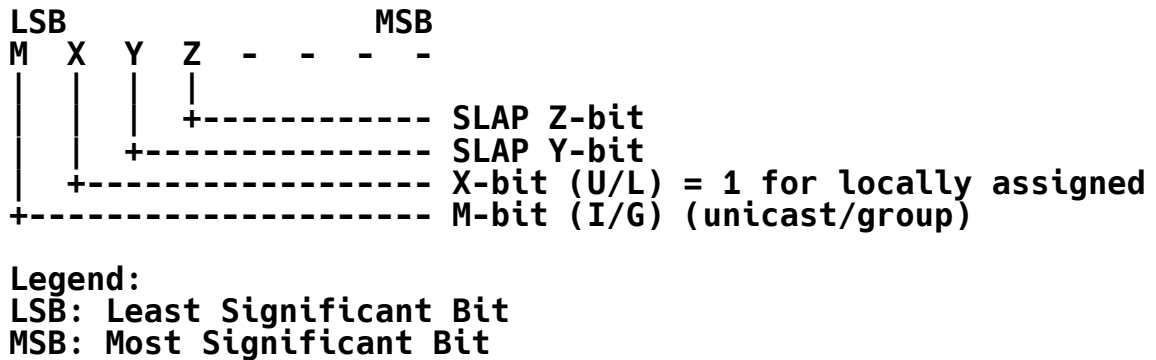 LSB                    MSB
M  X  Y  Z  -  -  -  -
|  |  |  |
|  |  |  +------------ SLAP Z-bit
|  |  +--------------- SLAP Y-bit
|  +------------------ X-bit (U/L) = 1 for locally assigned
+--------------------- M-bit (I/G) (unicast/group)
Legend:
LSB: Least Significant Bit
MSB: Most Significant Bit